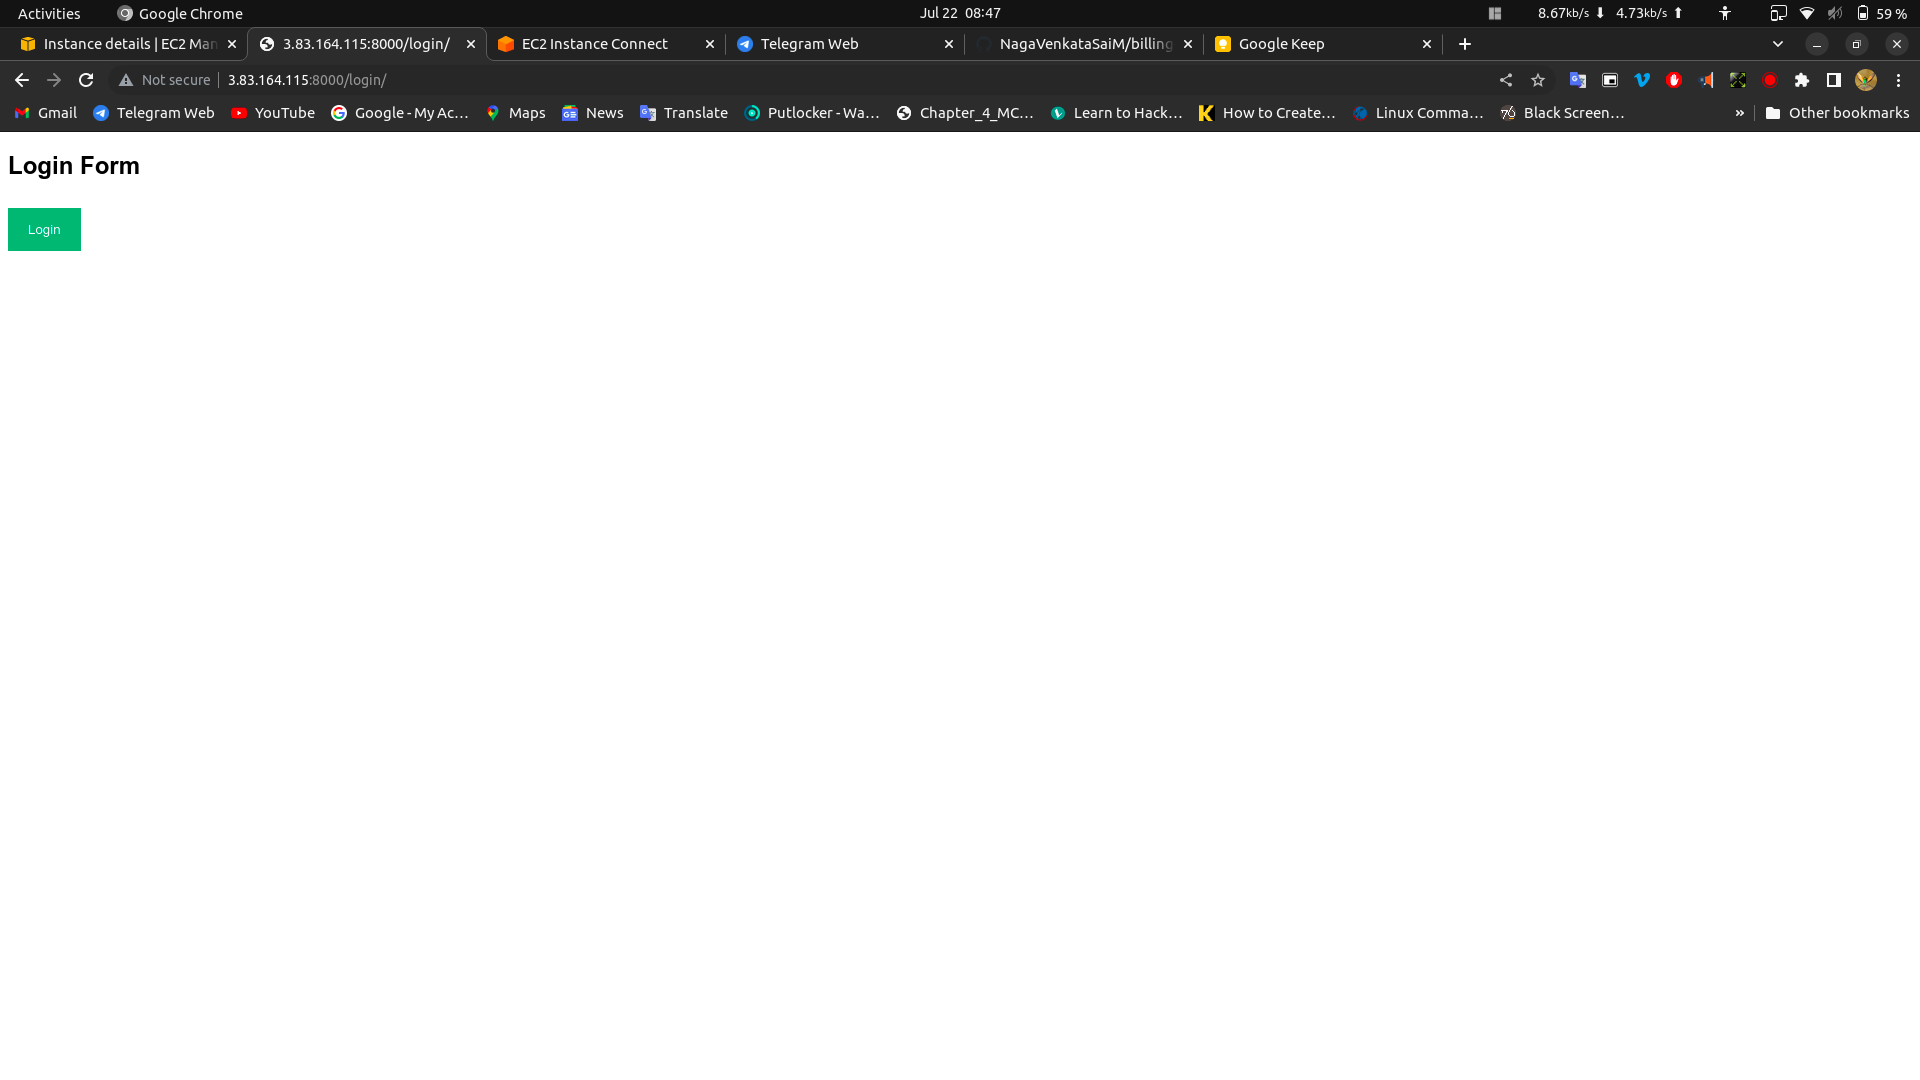 Activities Google Chrome Jul 22 08:47 8.67kb/s 4.73kb/s 59 %
Instance details | EC2 Man 3.83.164.115:8000/login/ EC2 Instance Connect Telegram Web NagaVenkataSaiM/billing Google Keep
Not secure 3.83.164.115:8000/login/
Gmail Telegram Web YouTube Google - My Ac... Maps News Translate Putlocker - Wa... Chapter_4_MC... Learn to Hack... How to Create... Linux Comma... Black Screen... » Other bookmarks
Login Form
Login